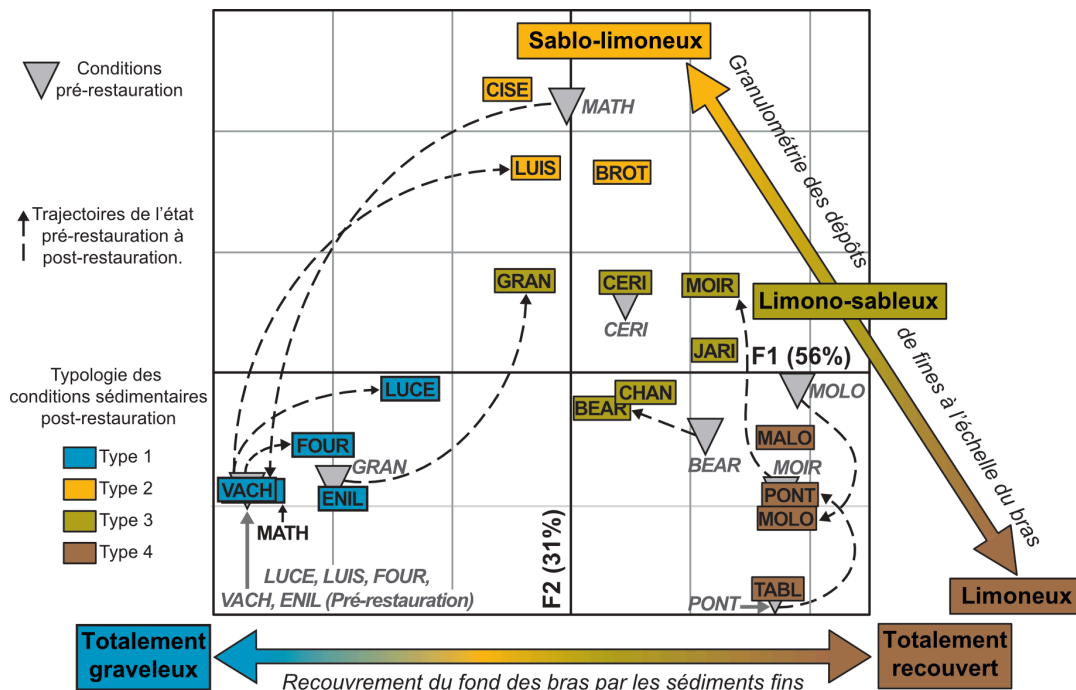 Conditions
pré-restauration
Trajectoires de l'état
pré-restauration à
post-restauration.
Typologie des
conditions sédimentaires
post-restauration
Type 1
Type 2
Type 3
Type 4
Sablo-limoneux
CISE
MATH
LUIS
BROT
GRAN
CERI
MOIR
CERI
JARI
F1 (56%)
LUCE
MOLO
BEAR
CHAN
FOUR
GRAN
BEAR
MALO
MOIR
VACH
ENIL
PONT
MOLO
MATH
F2 (31%)
LUCE, LUIS, FOUR,
VACH, ENIL (Pré-restauration)
PONT
TABL
Granulométrie des dépôts
Limono-sableux
de fines à l'échelle du bras
Limoneux
Totalement
graveleux
Totalement
recouvert
Recouvrement du fond des bras par les sédiments fins